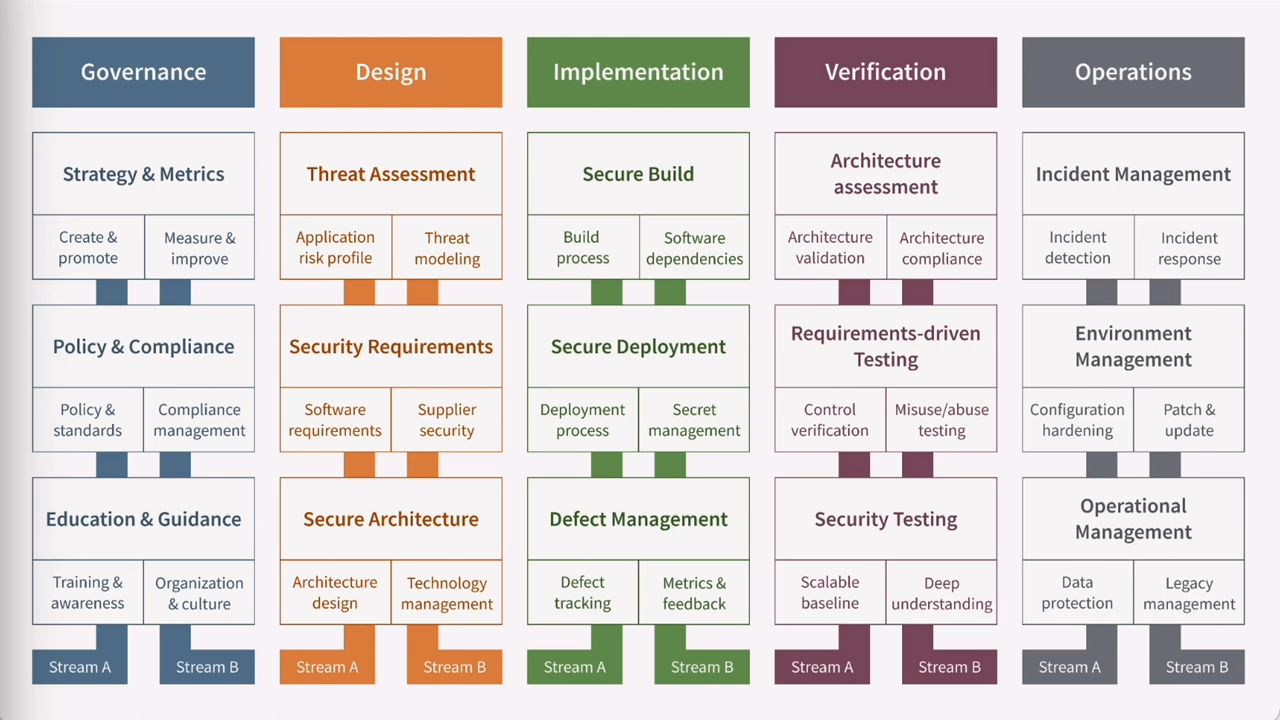 Governance
Design
Implementation
Verification
Operations
Strategy & Metrics
Create &
promote
Measure &
improve
Threat Assessment
Application
risk profile
Threat
modeling
Secure Build
Build
process
Software
dependencies
Architecture
assessment
Architecture
validation
Architecture
compliance
Incident Management
Incident
detection
Incident
response
Policy & Compliance
Policy &
standards
Compliance
management
Security Requirements
Software
requirements
Supplier
security
Secure Deployment
Deployment
process
Secret
management
Requirements-driven
Testing
Control
verification
Misuse/abuse
testing
Environment
Management
Configuration
hardening
Patch &
update
Education & Guidance
Training &
awareness
Organization
& culture
Secure Architecture
Architecture
design
Technology
management
Defect Management
Defect
tracking
Metrics &
feedback
Security Testing
Scalable
baseline
Deep
understanding
Operational
Management
Data
protection
Legacy
management
Stream A
Stream B
Stream A
Stream B
Stream A
Stream B
Stream A
Stream B
Stream A
Stream B